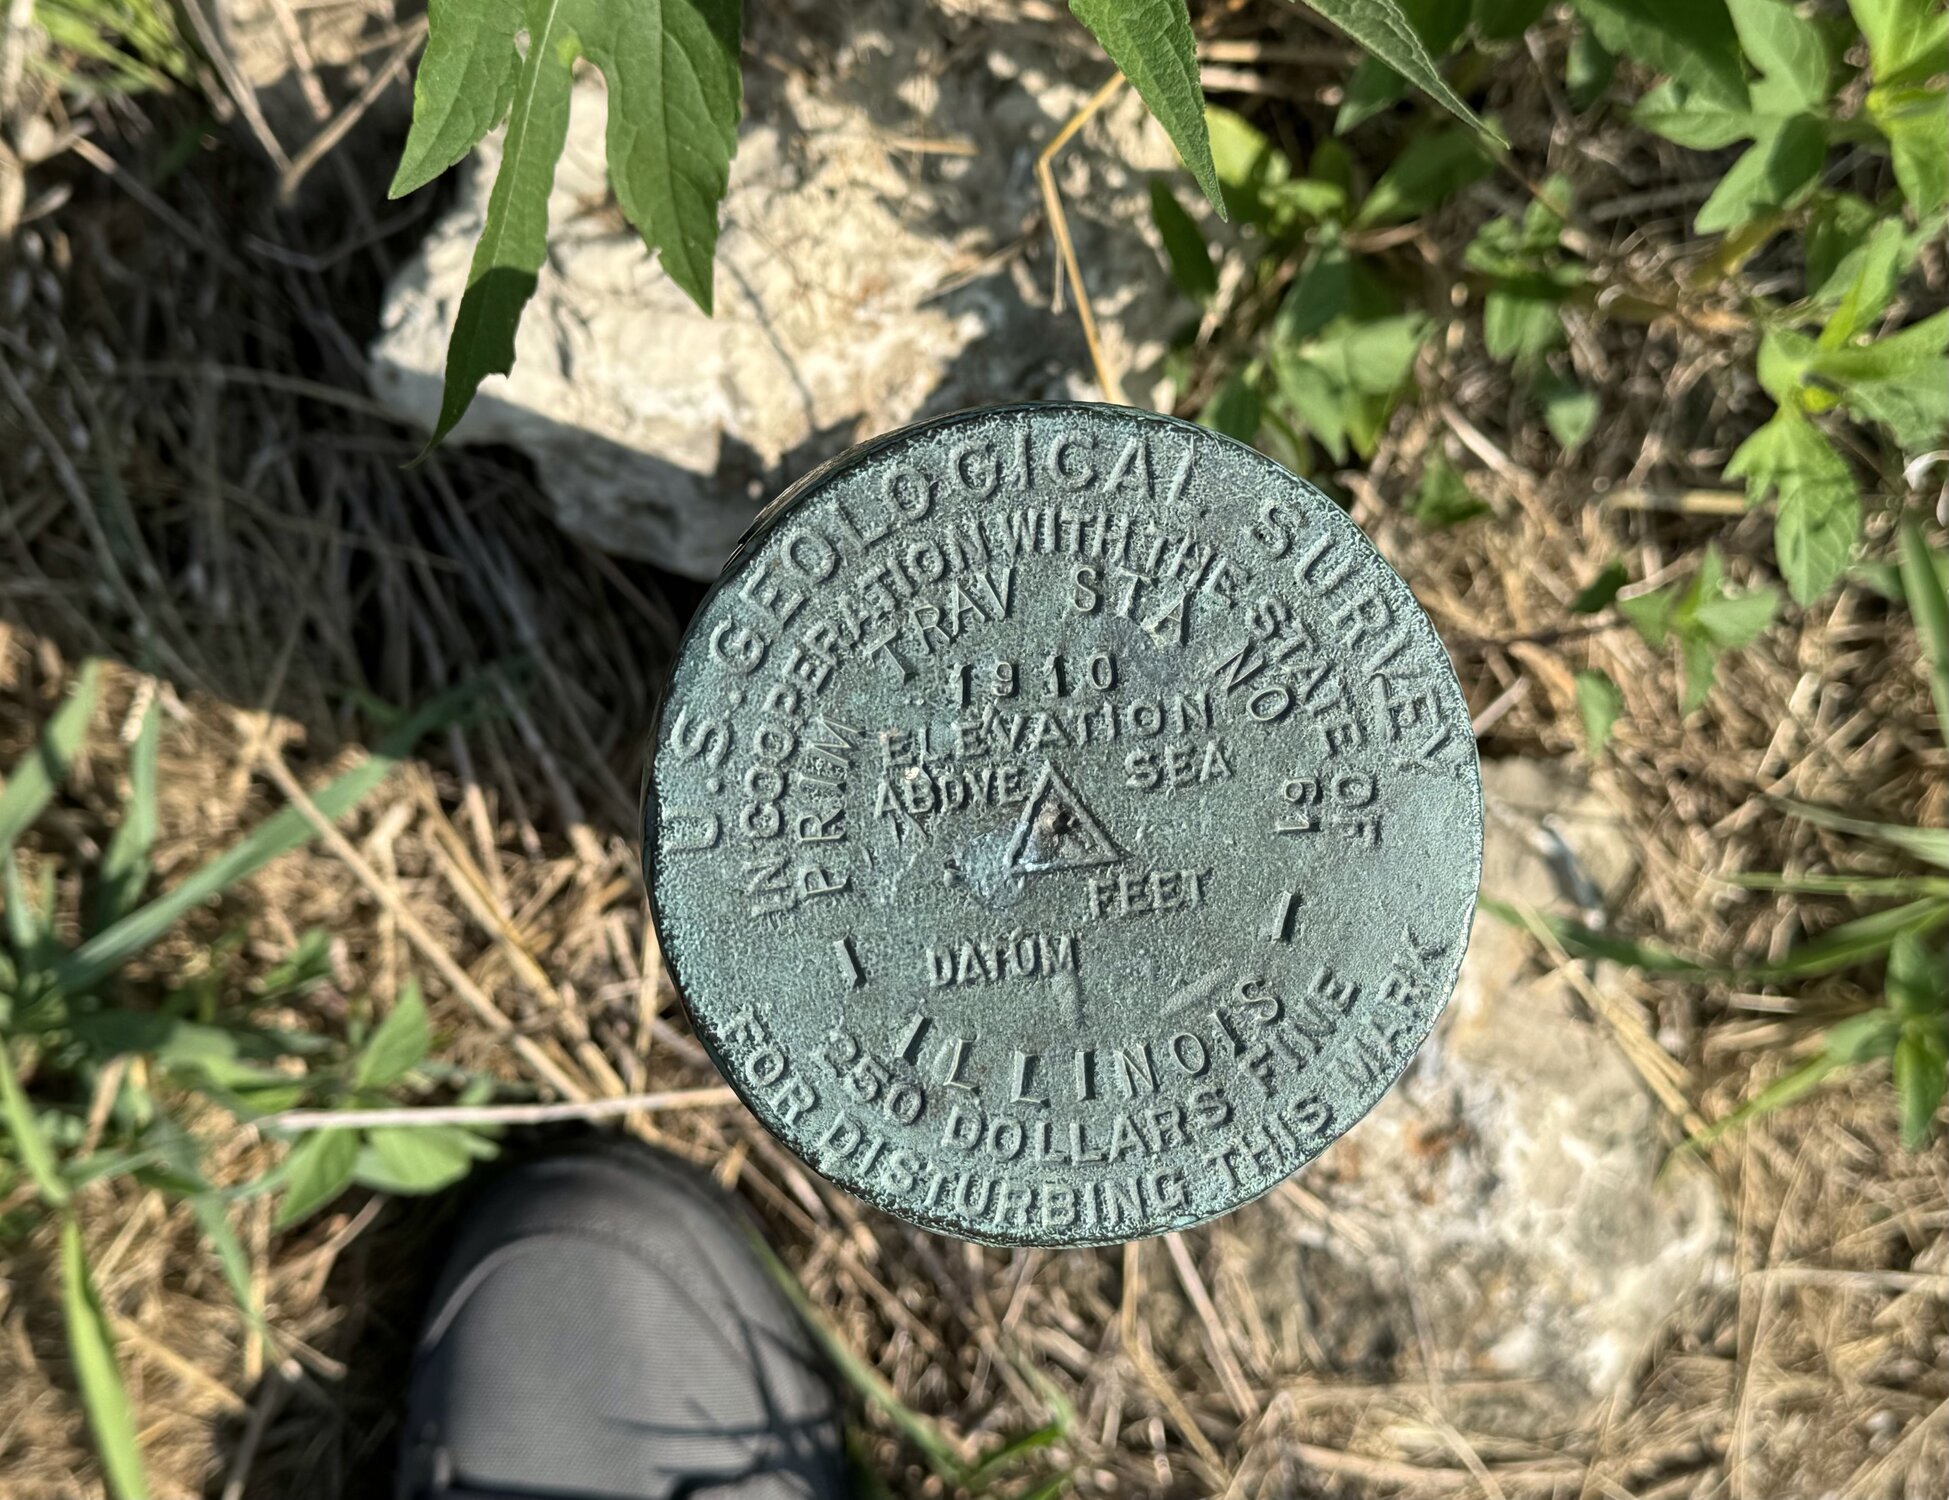 U.S. GEOLOGICAL SURVEY
IN COOPERATION WITH THE STATE OF
PRIM TRAV STA NO 61
1910
ELEVATION
ABOVE SEA
FEET
DATUM
I I
ILLINOIS
250 DOLLARS FINE
FOR DISTURBING THIS MARK